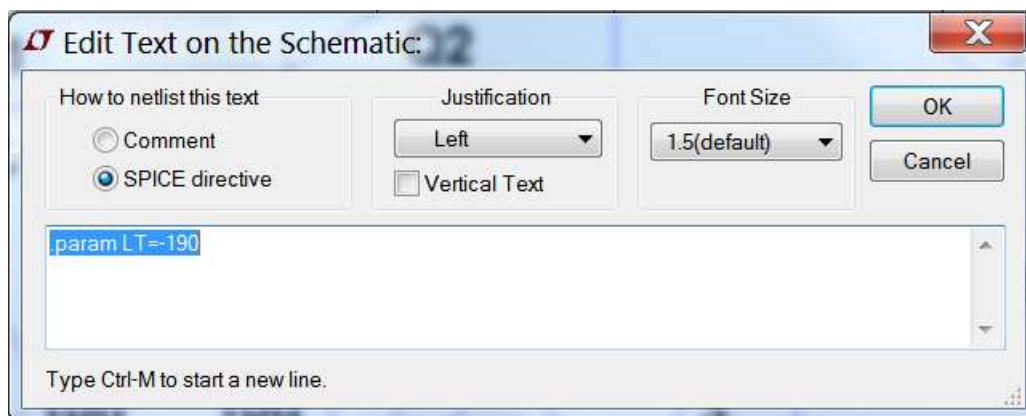 Edit Text on the Schematic:
Q2
How to netlist this text
Comment
SPICE directive
Justification
Left
Vertical Text
Font Size
1.5(default)
OK
Cancel
.param LT=-190
Type Ctrl-M to start a new line.